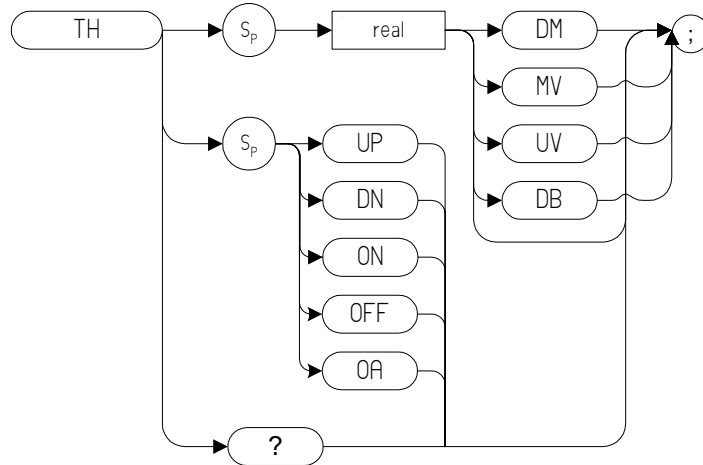 TH Sp real DM ;
MV
UV
DB
Sp UP
DN
ON
OFF
OA
?